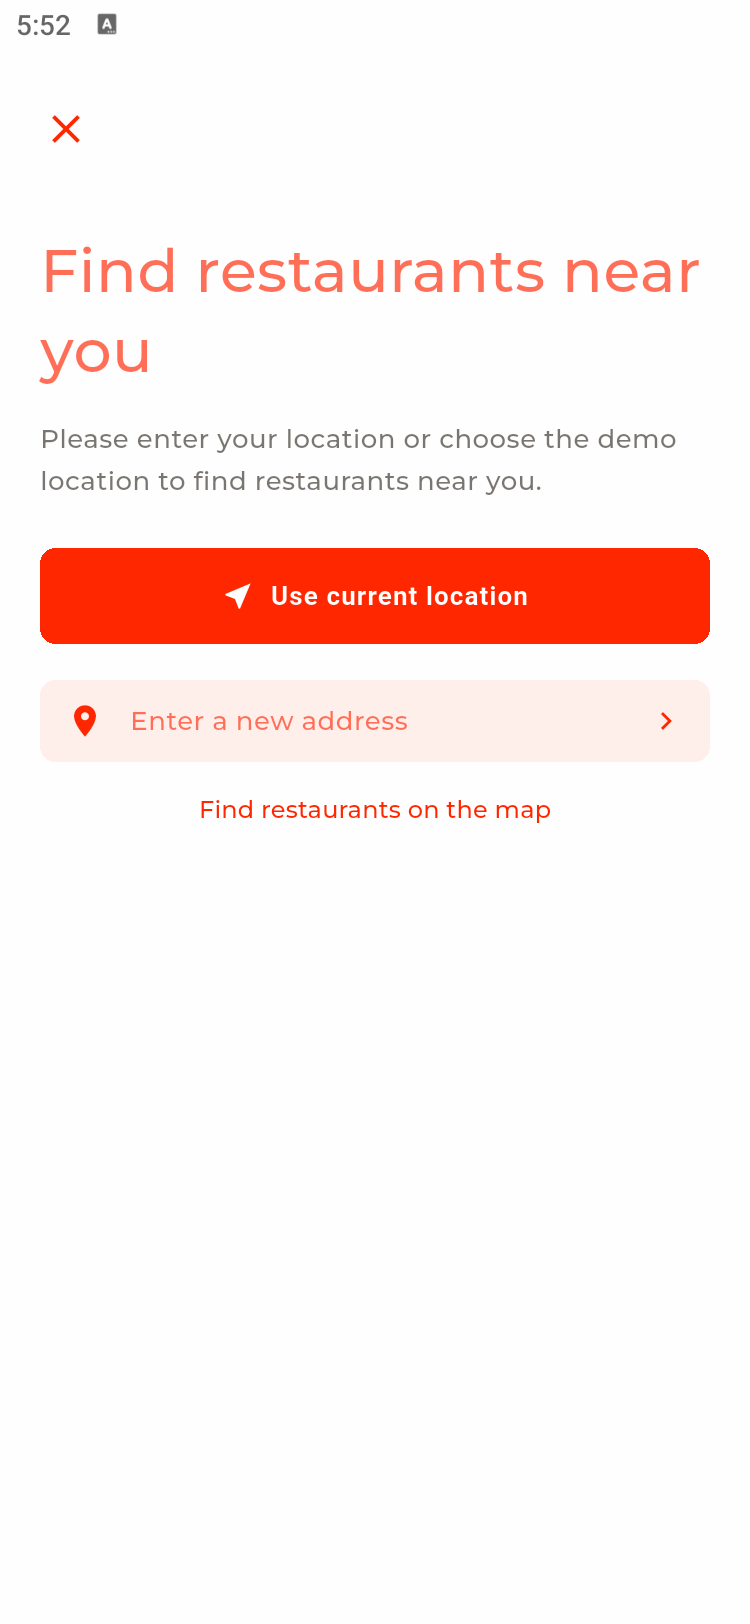 5:52
Find restaurants near
you
Please enter your location or choose the demo
location to find restaurants near you.
Use current location
Enter a new address
Find restaurants on the map